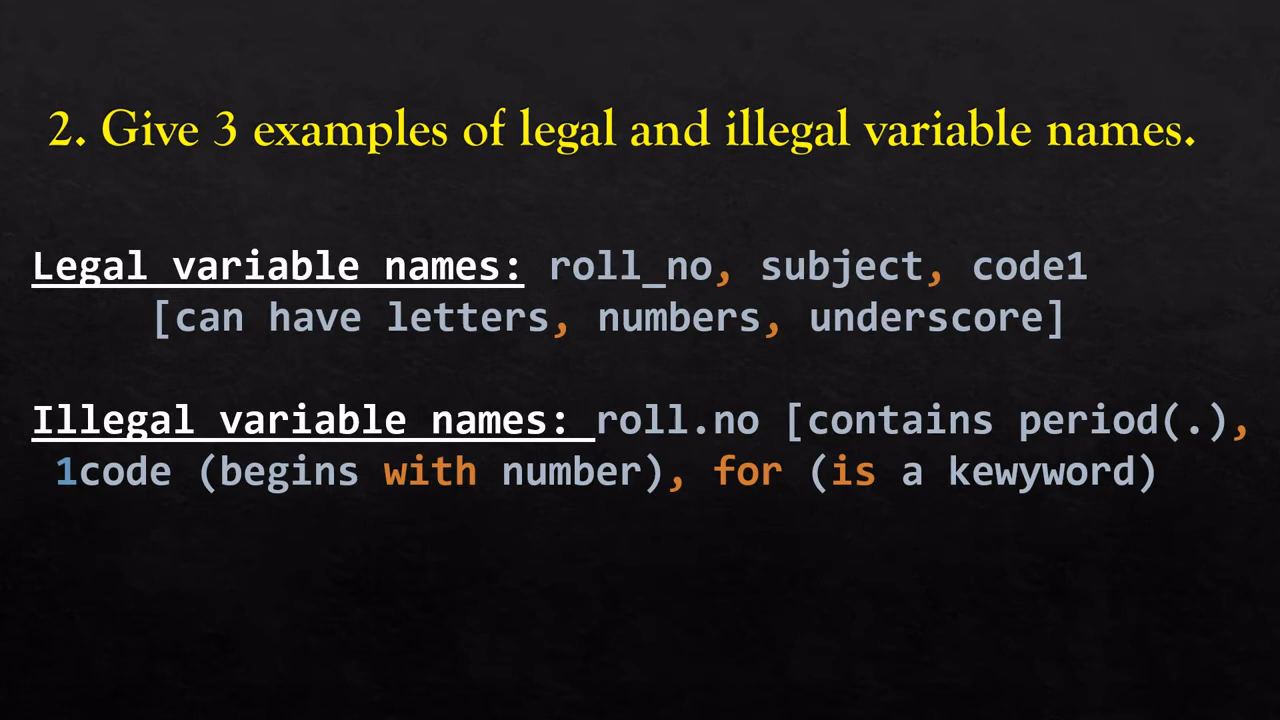 2. Give 3 examples of legal and illegal variable names.
Legal variable names: roll_no, subject, code1
[can have letters, numbers, underscore]
Illegal variable names: roll.no [contains period(.),
1code (begins with number), for (is a kewyword)